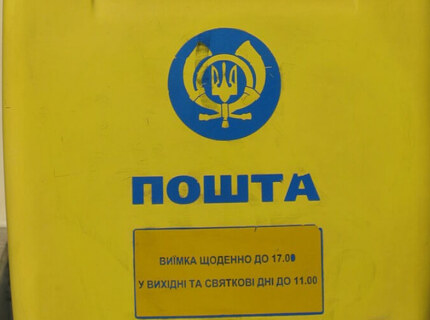 ПОШТА
ВИЇМКА ЩОДЕННО ДО 17.00
У ВИХІДНІ ТА СВЯТКОВІ ДНІ ДО 11.00